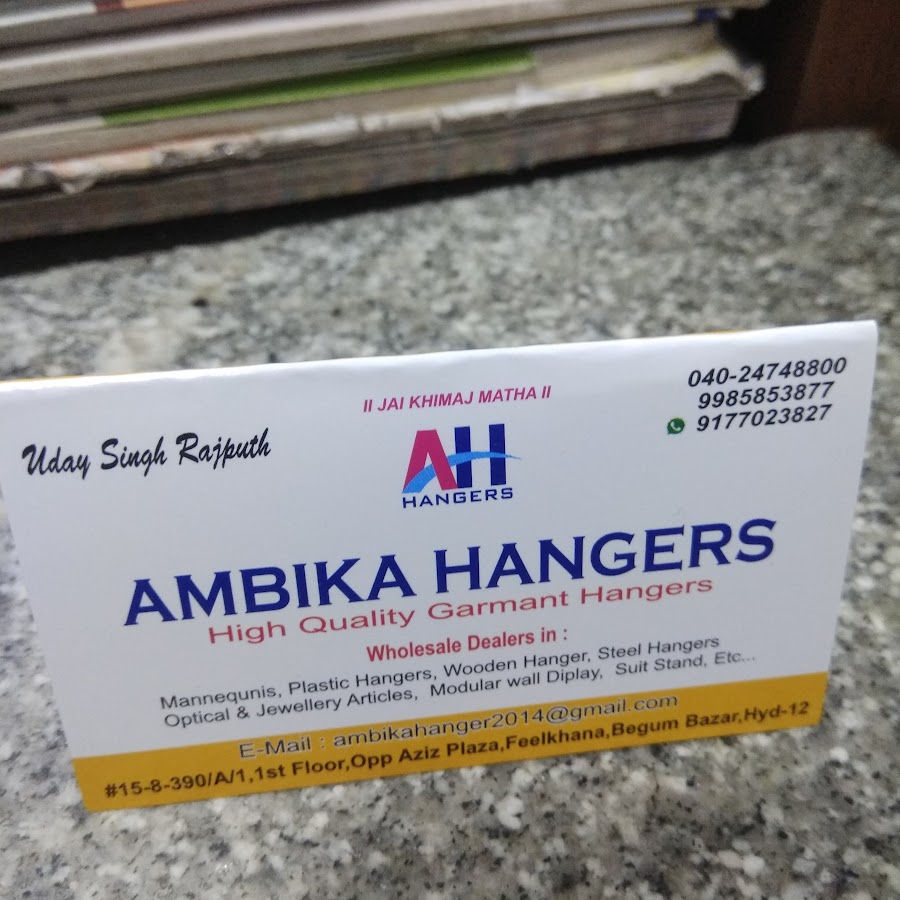 II JAI KHIMAJ MATHA II
Uday Singh Rajputh
040-24748800
9985853877
9177023827
AH
HANGERS
AMBIKA HANGERS
High Quality Garmant Hangers
Wholesale Dealers in :
Mannequnis, Plastic Hangers, Wooden Hanger, Steel Hangers
Optical & Jewellery Articles, Modular wall Diplay, Suit Stand, Etc...
E-Mail : ambikahanger2014@gmail.com
#15-8-390/A/1,1st Floor,Opp Aziz Plaza,Feelkhana,Begum Bazar,Hyd-12